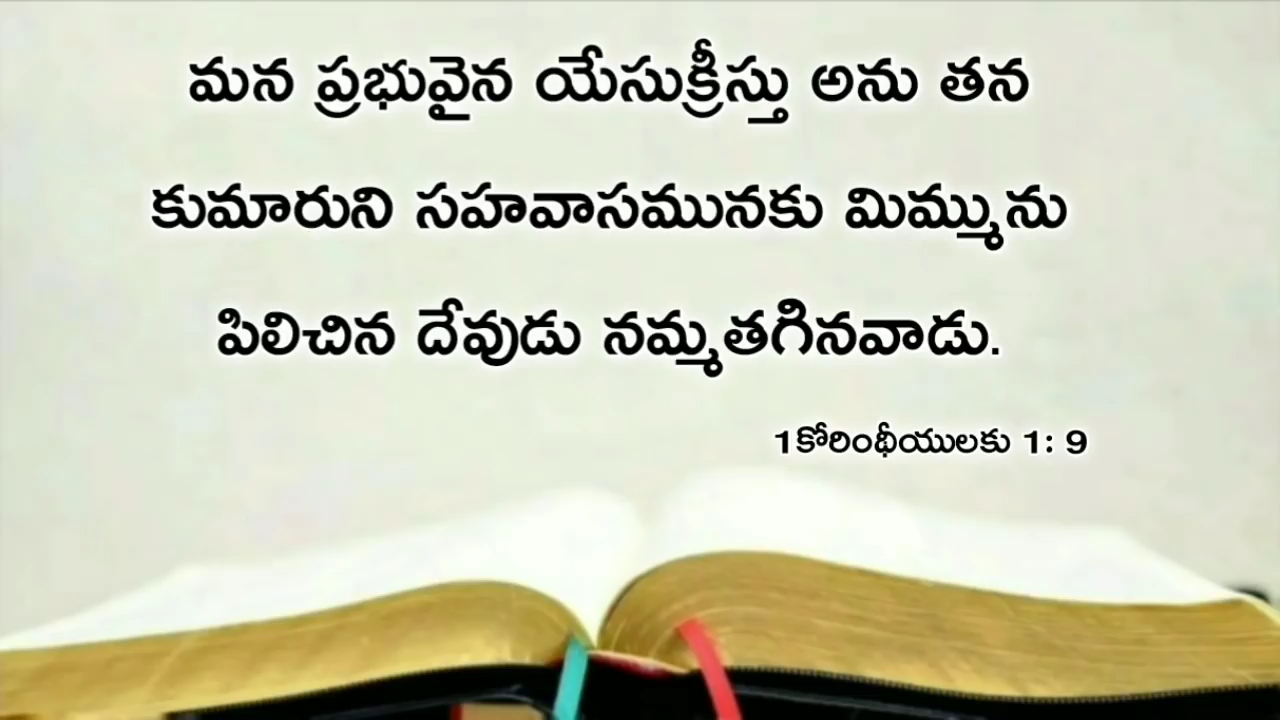 మన ప్రభువైన యేసుక్రీస్తు అను తన
కుమారుని సహవాసమునకు మిమ్మును
పిలిచిన దేవుడు నమ్మతగినవాడు.
1కోరింథీయులకు 1: 9